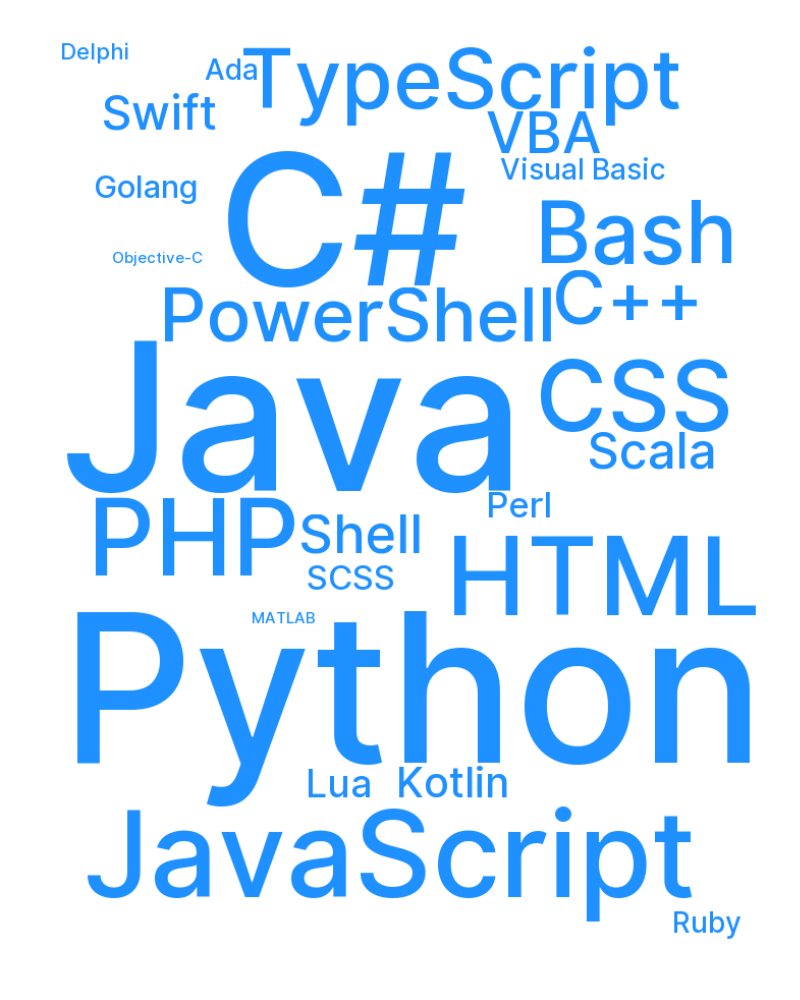 Delphi
Ada
TypeScript
Swift
VBA
Visual Basic
Golang
C#
Bash
Objective-C
C++
PowerShell
Java
CSS
Scala
Perl
PHP
Shell
HTML
SCSS
MATLAB
Python
Lua
Kotlin
JavaScript
Ruby